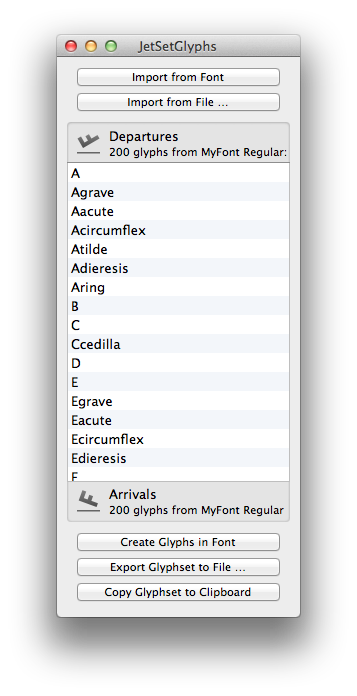 JetSetGlyphs
Import from Font
Import from File ...
Departures
200 glyphs from MyFont Regular:
A
Agrave
Aacute
Acircumflex
Atilde
Adieresis
Aring
B
C
Ccedilla
D
E
Egrave
Eacute
Ecircumflex
Edieresis
F
Arrivals
200 glyphs from MyFont Regular
Create Glyphs in Font
Export Glyphset to File ...
Copy Glyphset to Clipboard